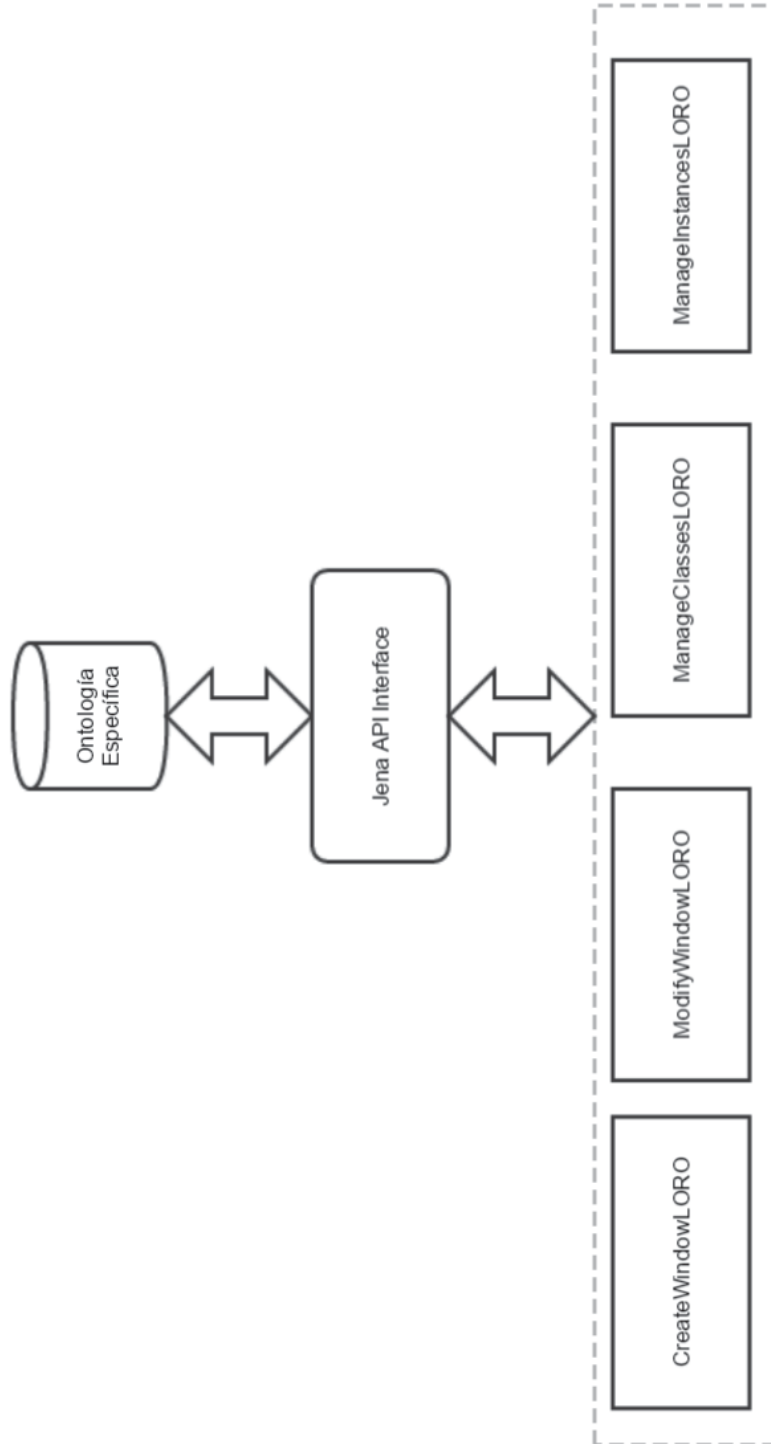 Ontología
Específica
Jena API Interface
CreateWindowLORO
ModifyWindowLORO
ManageClassesLORO
ManageInstancesLORO